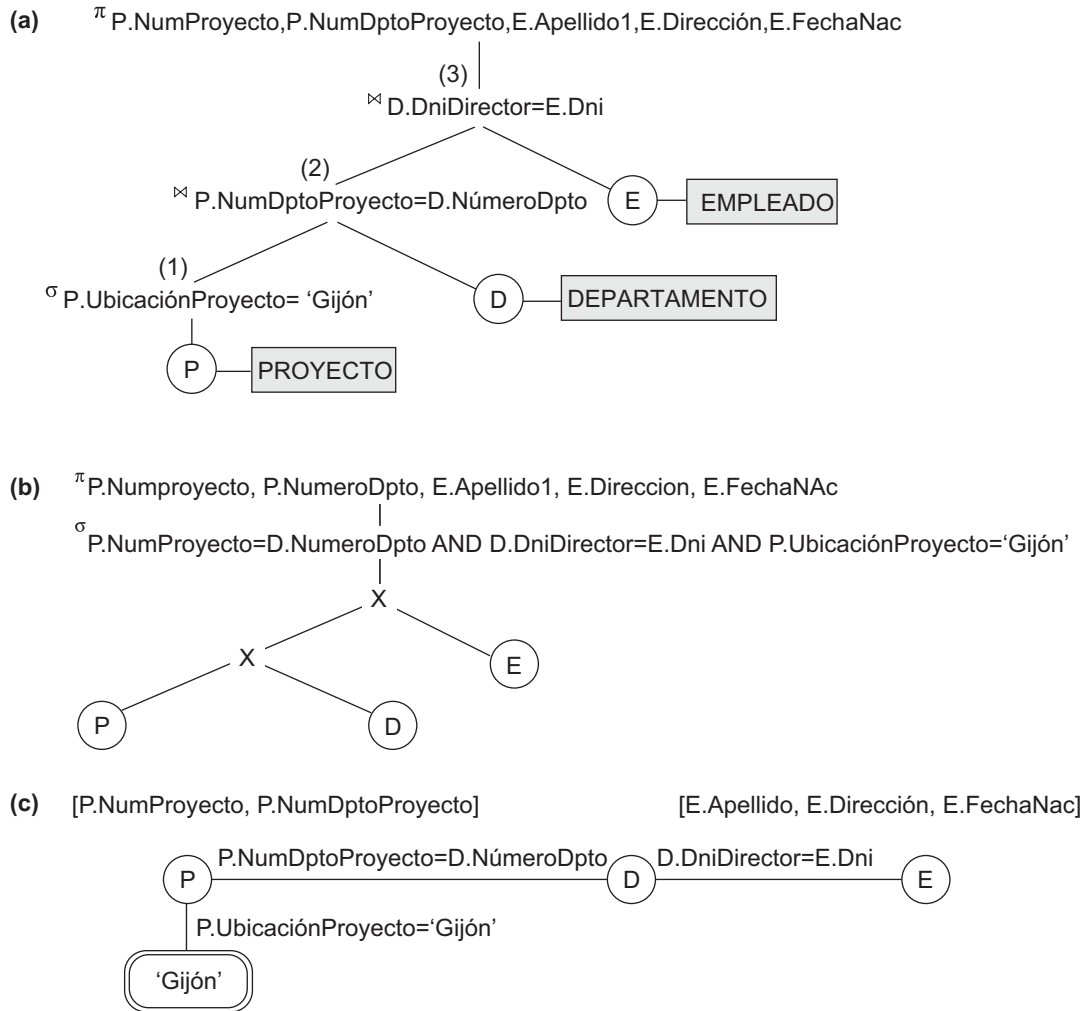 (a) π P.NumProyecto,P.NumDptoProyecto,E.Apellido1,E.Dirección,E.FechaNac
(3)
⋈ D.DniDirector=E.Dni
(2)
⋈ P.NumDptoProyecto=D.NúmeroDpto
E
EMPLEADO
(1)
σ P.UbicaciónProyecto= ‘Gijón’
D
DEPARTAMENTO
P
PROYECTO
(b) π P.Numproyecto, P.NumeroDpto, E.Apellido1, E.Direccion, E.FechaNAc
σ P.NumProyecto=D.NumeroDpto AND D.DniDirector=E.Dni AND P.UbicaciónProyecto=‘Gijón’
X
X
E
P
D
(c) [P.NumProyecto, P.NumDptoProyecto]
[E.Apellido, E.Dirección, E.FechaNac]
P
P.NumDptoProyecto=D.NúmeroDpto
D
D.DniDirector=E.Dni
E
P.UbicaciónProyecto=‘Gijón’
‘Gijón’